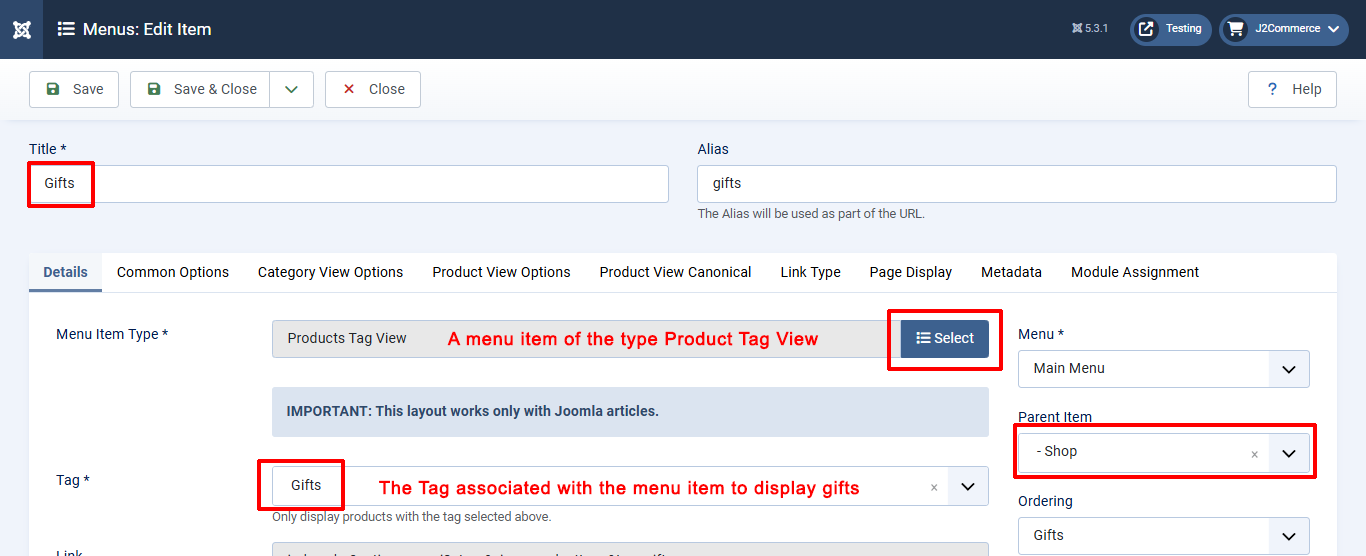 Menus: Edit Item
5.3.1
Testing
J2Commerce
Save
Save & Close
Close
? Help
Title *
Alias
Gifts
gifts
The Alias will be used as part of the URL.
Details
Common Options
Category View Options
Product View Options
Product View Canonical
Link Type
Page Display
Metadata
Module Assignment
Menu Item Type *
Products Tag View
A menu item of the type Product Tag View
Select
Menu *
Main Menu
IMPORTANT: This layout works only with Joomla articles.
Parent Item
- Shop
Tag *
Gifts
The Tag associated with the menu item to display gifts
Only display products with the tag selected above.
Ordering
Gifts
Link